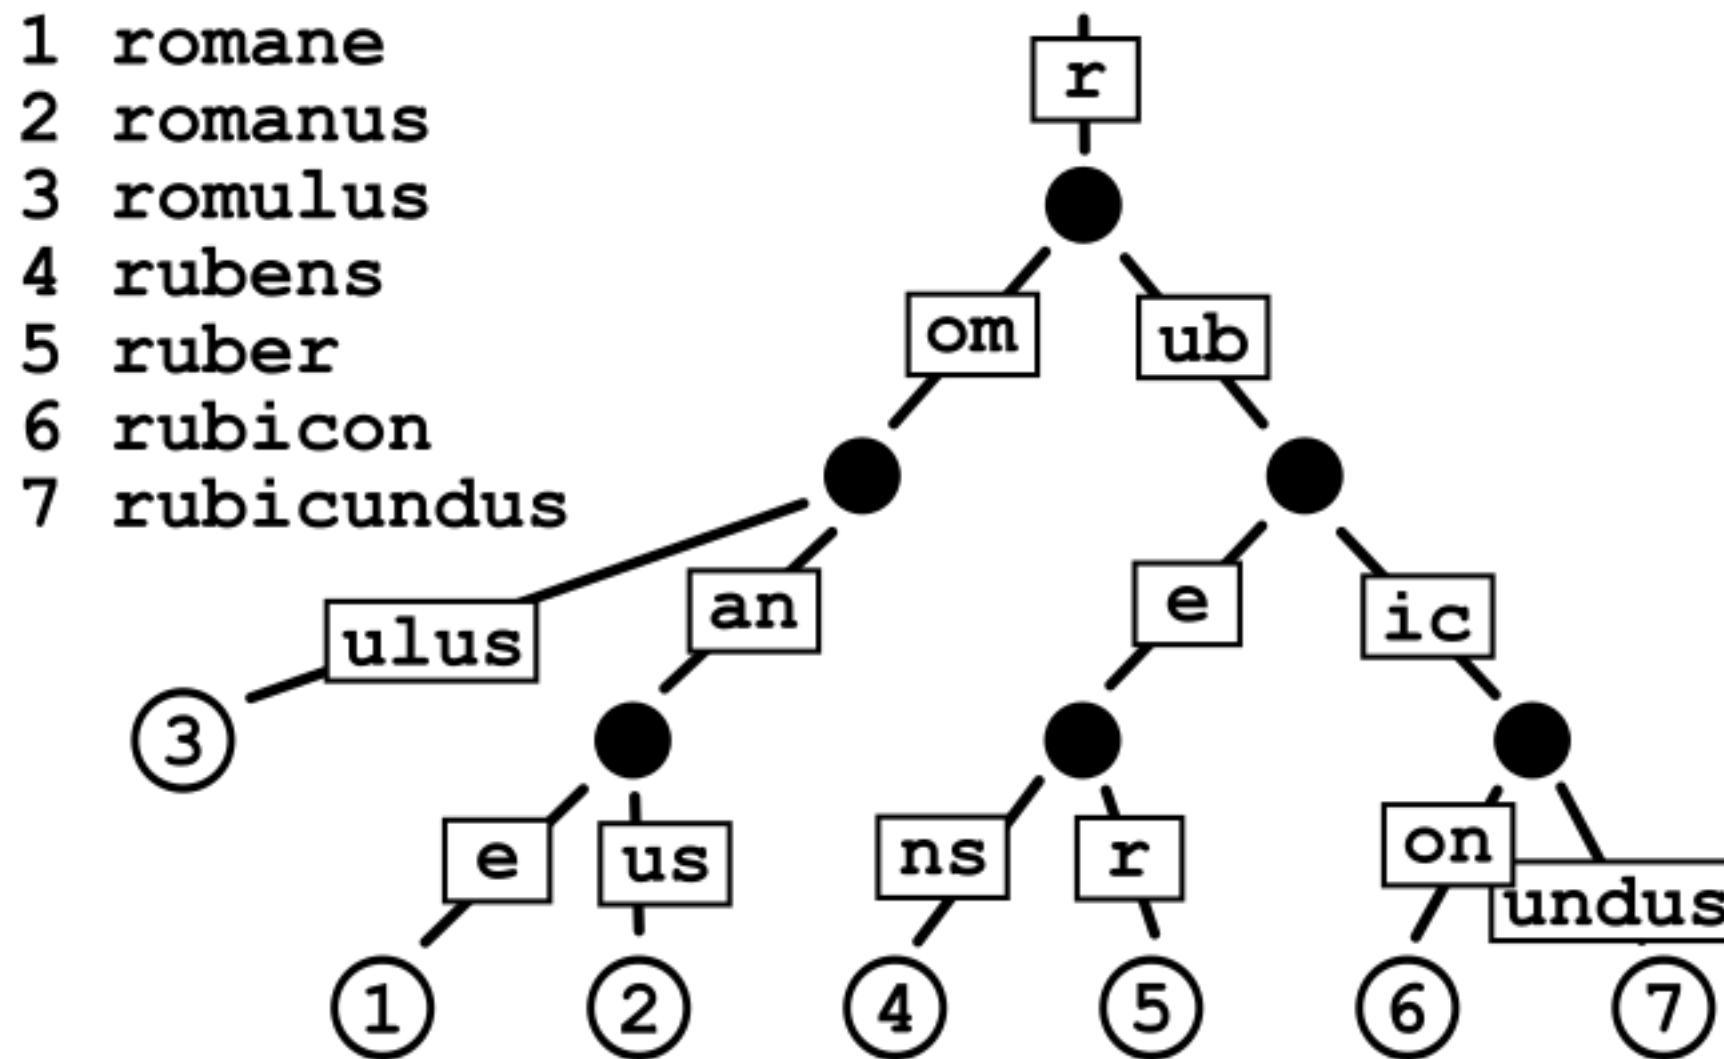 1 romane
2 romanus
3 romulus
4 rubens
5 ruber
6 rubicon
7 rubicundus
r
om
ub
ulus
an
e
ic
3
e
us
ns
r
on
undus
1
2
4
5
6
7